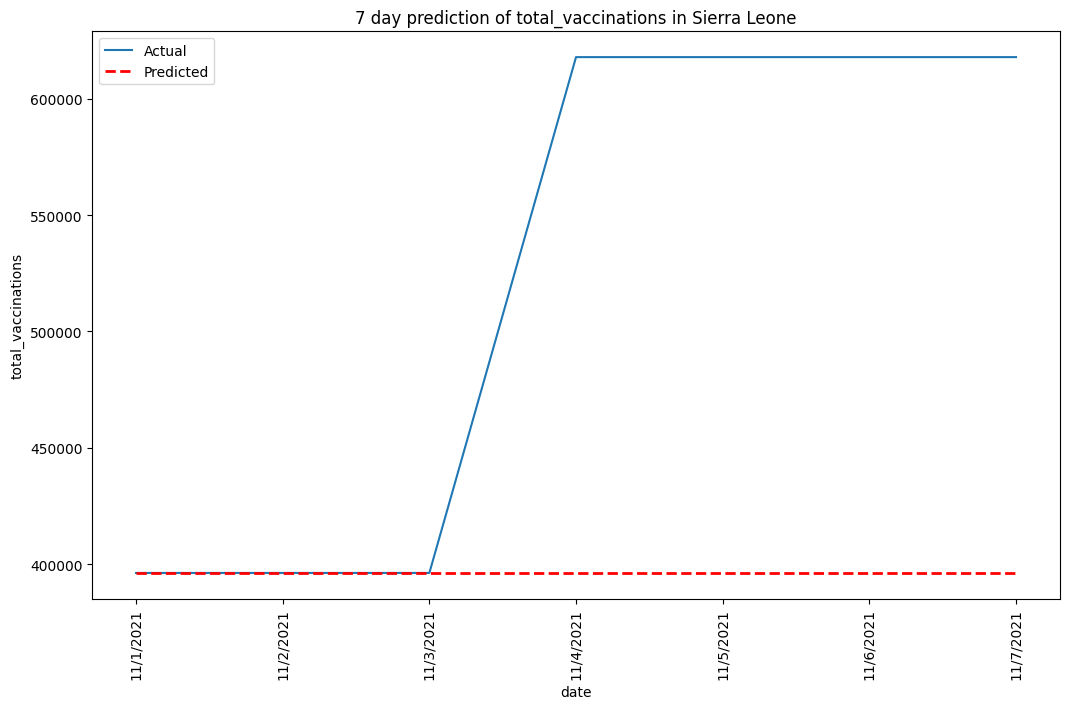 7 day prediction of total_vaccinations in Sierra Leone
Actual
Predicted
600000
550000
500000
450000
400000
total_vaccinations
11/1/2021
11/2/2021
11/3/2021
11/4/2021
11/5/2021
11/6/2021
11/7/2021
date